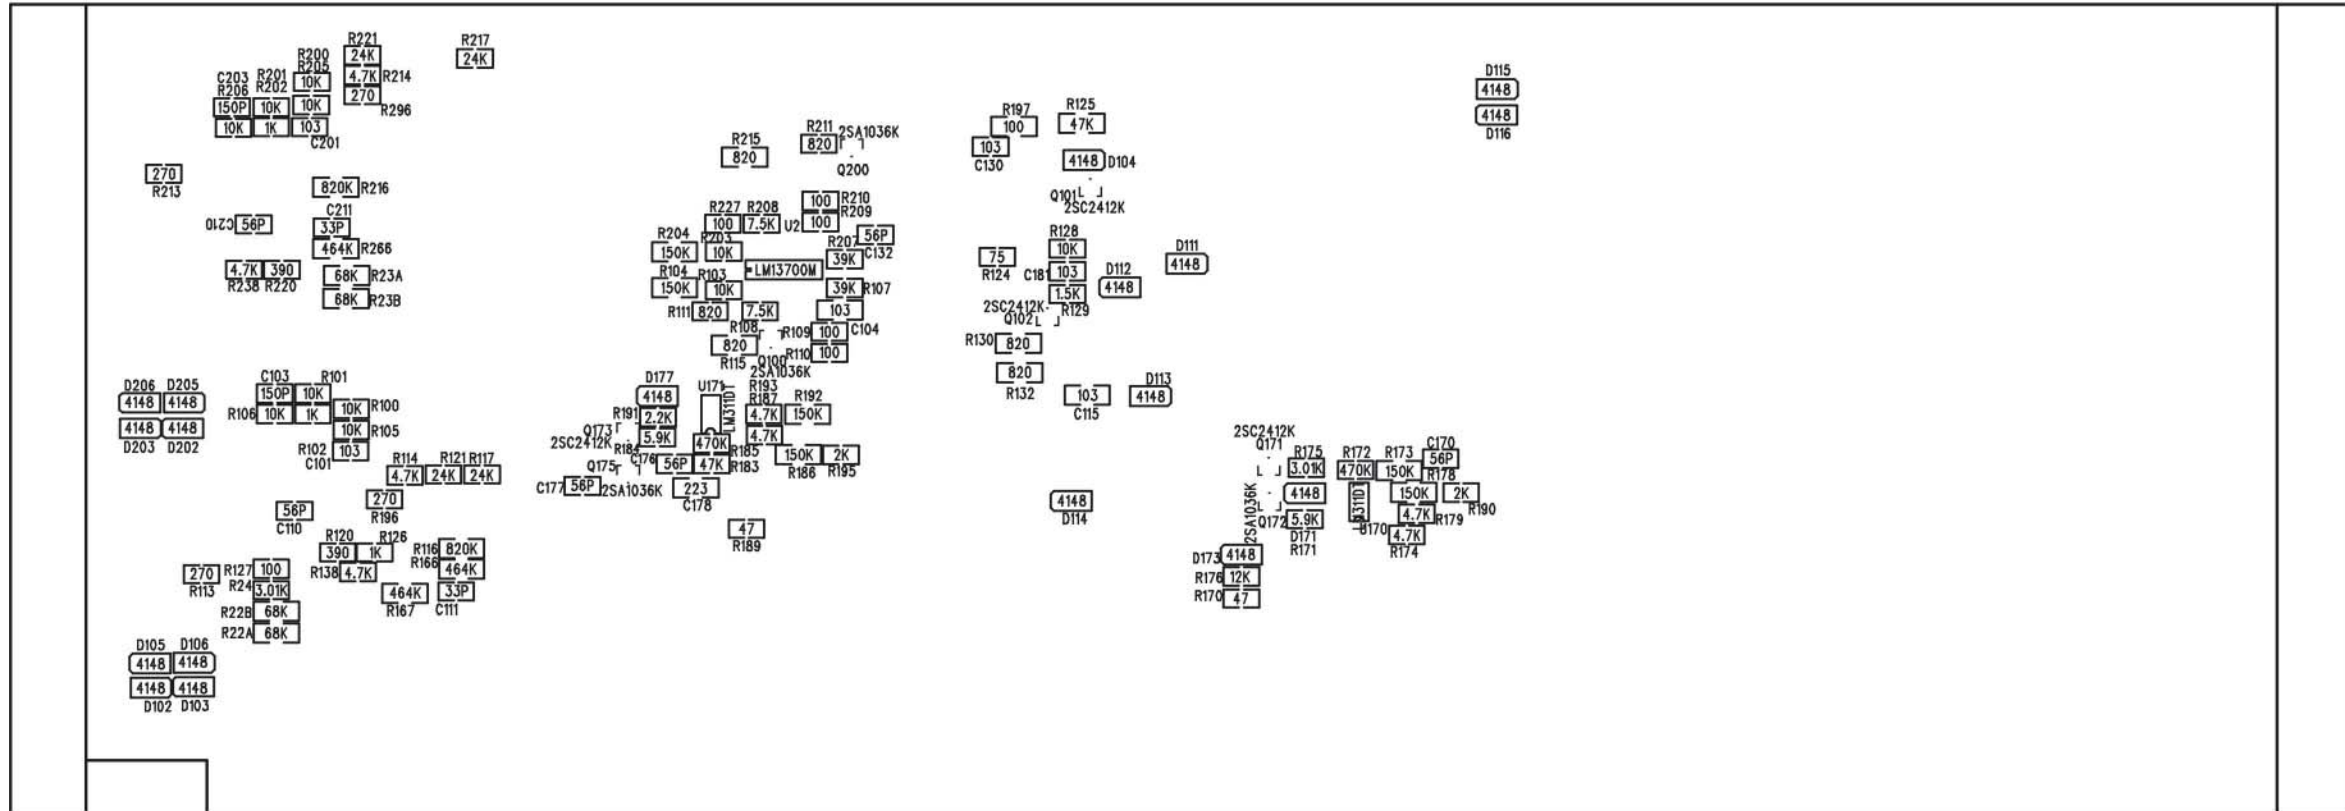 R221
24K
4.7K R214
270
R296
R217
24K
R200
R205
10K
10K
103
C201
C203 R201
R206 R202
150P 10K
10K 1K
270
R213
820K R216
C210 56P
C211
33P
464K R266
4.7K 390
R238 R220
68K R23A
68K R23B
R215
820
R211
820
2SA1036K
Q200
100 R210
R209
100
R227 R208
100 7.5K U2
R204 R203
150K 10K
R207
39K
56P
C132
LM13700M
R104 R103
150K 10K
39K R107
R111 820 7.5K
103
C104
R108 R109 100
820
R115
R110 100
Q100
2SA1036K
R197
100
R125
47K
103
C130
4148 D104
Q101
2SC2412K
75
R124
R128
10K
C181 103
1.5K
R129
D112
4148
D111
4148
2SC2412K
Q102
R130 820
820
R132
103
C115
D113
4148
D115
4148
4148
D116
D206 D205
4148 4148
4148 4148
D203 D202
C103 R101
150P 10K
R106 10K 1K
10K R100
10K R105
R102
103
C101
R114 R121 R117
4.7K 24K 24K
270
R196
56P
C110
R120 R126
390 1K
R138 4.7K
R116 820K
R166 464K
464K
R167
33P
C111
270
R113
R127 100
R24 3.01K
R22B 68K
R22A 68K
D105 D106
4148 4148
4148 4148
D102 D103
D177
4148
U171
LM311DT
R191 2.2K
Q173
2SC2412K
5.9K
R184
R193
R187
4.7K
4.7K
R192
150K
470K
R185
C176 56P 47K R183
Q175
2SA1036K
C177 56P
223
C178
150K 2K
R186 R195
47
R189
4148
D114
2SC2412K
Q171
R175
3.01K
4148
5.9K
D171
R171
2SA1036K
Q172
R172 R173 C170
470K 150K 56P
R178
U170
150K 2K
R190
4.7K R179
4.7K
R174
D173 4148
R176 12K
R170 47